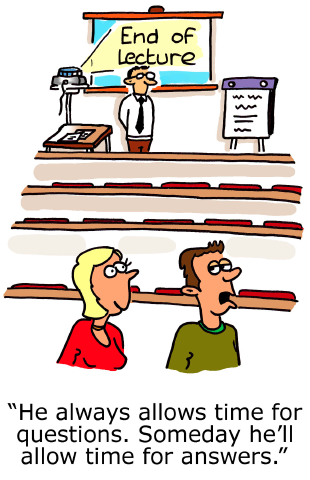 End of
Lecture
“He always allows time for
questions. Someday he’ll
allow time for answers.”